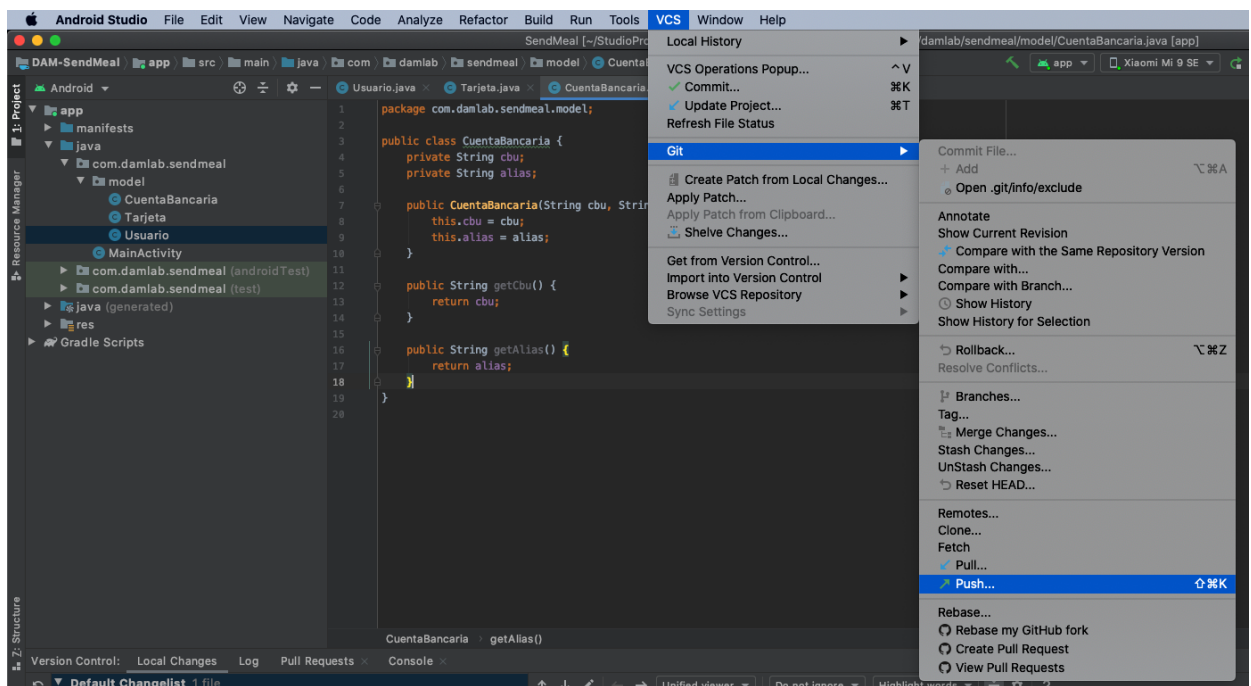 Android Studio File Edit View Navigate Code Analyze Refactor Build Run Tools VCS Window Help
SendMeal [~/StudioPro
/damlab/sendmeal/model/CuentaBancaria.java [app]
DAM-SendMeal app src main java com damlab sendmeal model Cuental
app Xiaomi Mi 9 SE
Android
Usuario.java Tarjeta.java CuentaBancaria.
1: Project
Resource Manager
Z: Structure
app
manifests
java
com.damlab.sendmeal
model
CuentaBancaria
Tarjeta
Usuario
MainActivity
com.damlab.sendmeal (androidTest)
com.damlab.sendmeal (test)
java (generated)
res
Gradle Scripts
1 package com.damlab.sendmeal.model;
2
3 public class CuentaBancaria {
4 private String cbu;
5 private String alias;
6
7 public CuentaBancaria(String cbu, Strin
8 this.cbu = cbu;
9 this.alias = alias;
10 }
11
12 public String getCbu() {
13 return cbu;
14 }
15
16 public String getAlias() {
17 return alias;
18 }
19 }
20
CuentaBancaria getAlias()
Local History
VCS Operations Popup... ^V
Commit... ⌘K
Update Project... ⌘T
Refresh File Status
Git
Create Patch from Local Changes...
Apply Patch...
Apply Patch from Clipboard...
Shelve Changes...
Get from Version Control...
Import into Version Control
Browse VCS Repository
Sync Settings
Commit File...
+ Add ⌥⌘A
Open .git/info/exclude
Annotate
Show Current Revision
Compare with the Same Repository Version
Compare with...
Compare with Branch...
Show History
Show History for Selection
Rollback... ⌥⌘Z
Resolve Conflicts...
Branches...
Tag...
Merge Changes...
Stash Changes...
UnStash Changes...
Reset HEAD...
Remotes...
Clone...
Fetch
Pull...
Push... ⇧⌘K
Rebase...
Rebase my GitHub fork
Create Pull Request
View Pull Requests
Version Control: Local Changes Log Pull Requests Console
Default Changelist 1 file
Unified viewer Do not ignore Highlight words